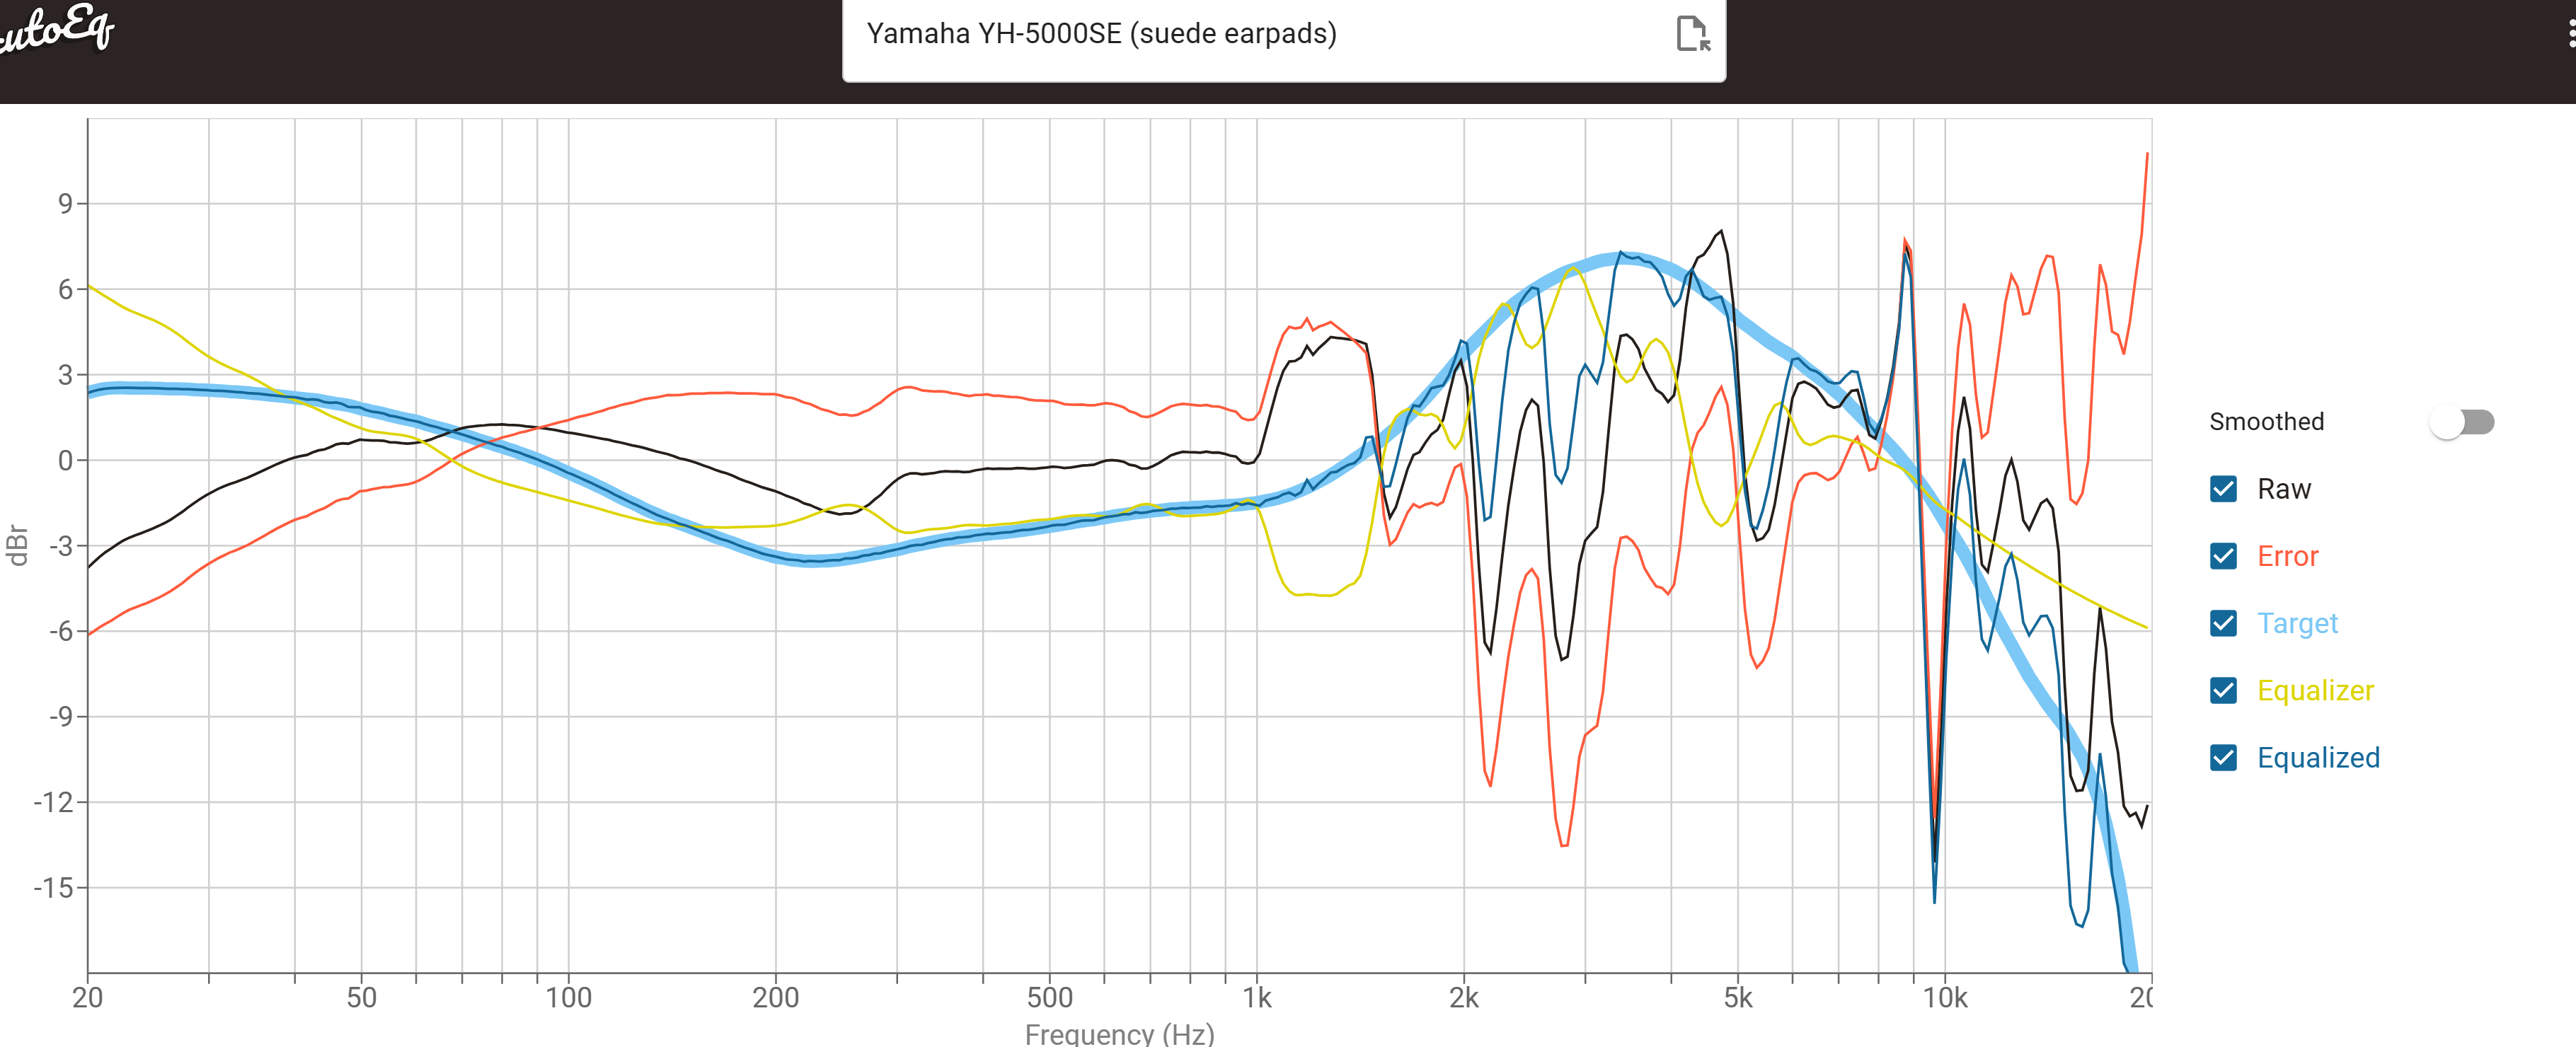 utoEq
Yamaha YH-5000SE (suede earpads)
9
6
3
0
-3
-6
-9
-12
-15
dBr
20
50
100
200
500
1k
2k
5k
10k
20
Frequency (Hz)
Smoothed
Raw
Error
Target
Equalizer
Equalized